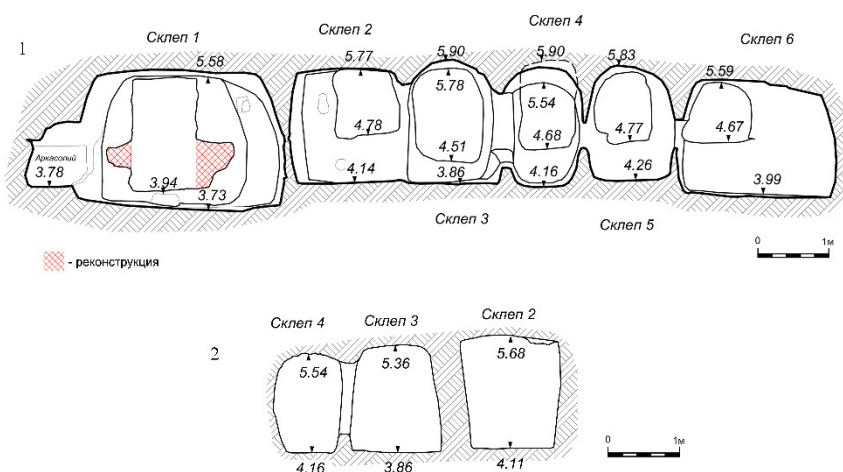 1
Склеп 1
Склеп 2
Склеп 4
Склеп 6
5.58
5.77
5.90
5.90
5.83
5.59
5.78
5.54
4.78
4.51
4.68
4.77
4.67
Аркасолий
3.78
3.94
3.73
4.14
3.86
4.16
4.26
3.99
Склеп 3
Склеп 5
0 1м
- реконструкция
2
Склеп 4
Склеп 3
Склеп 2
5.54
5.36
5.68
4.16
3.86
4.11
0 1м